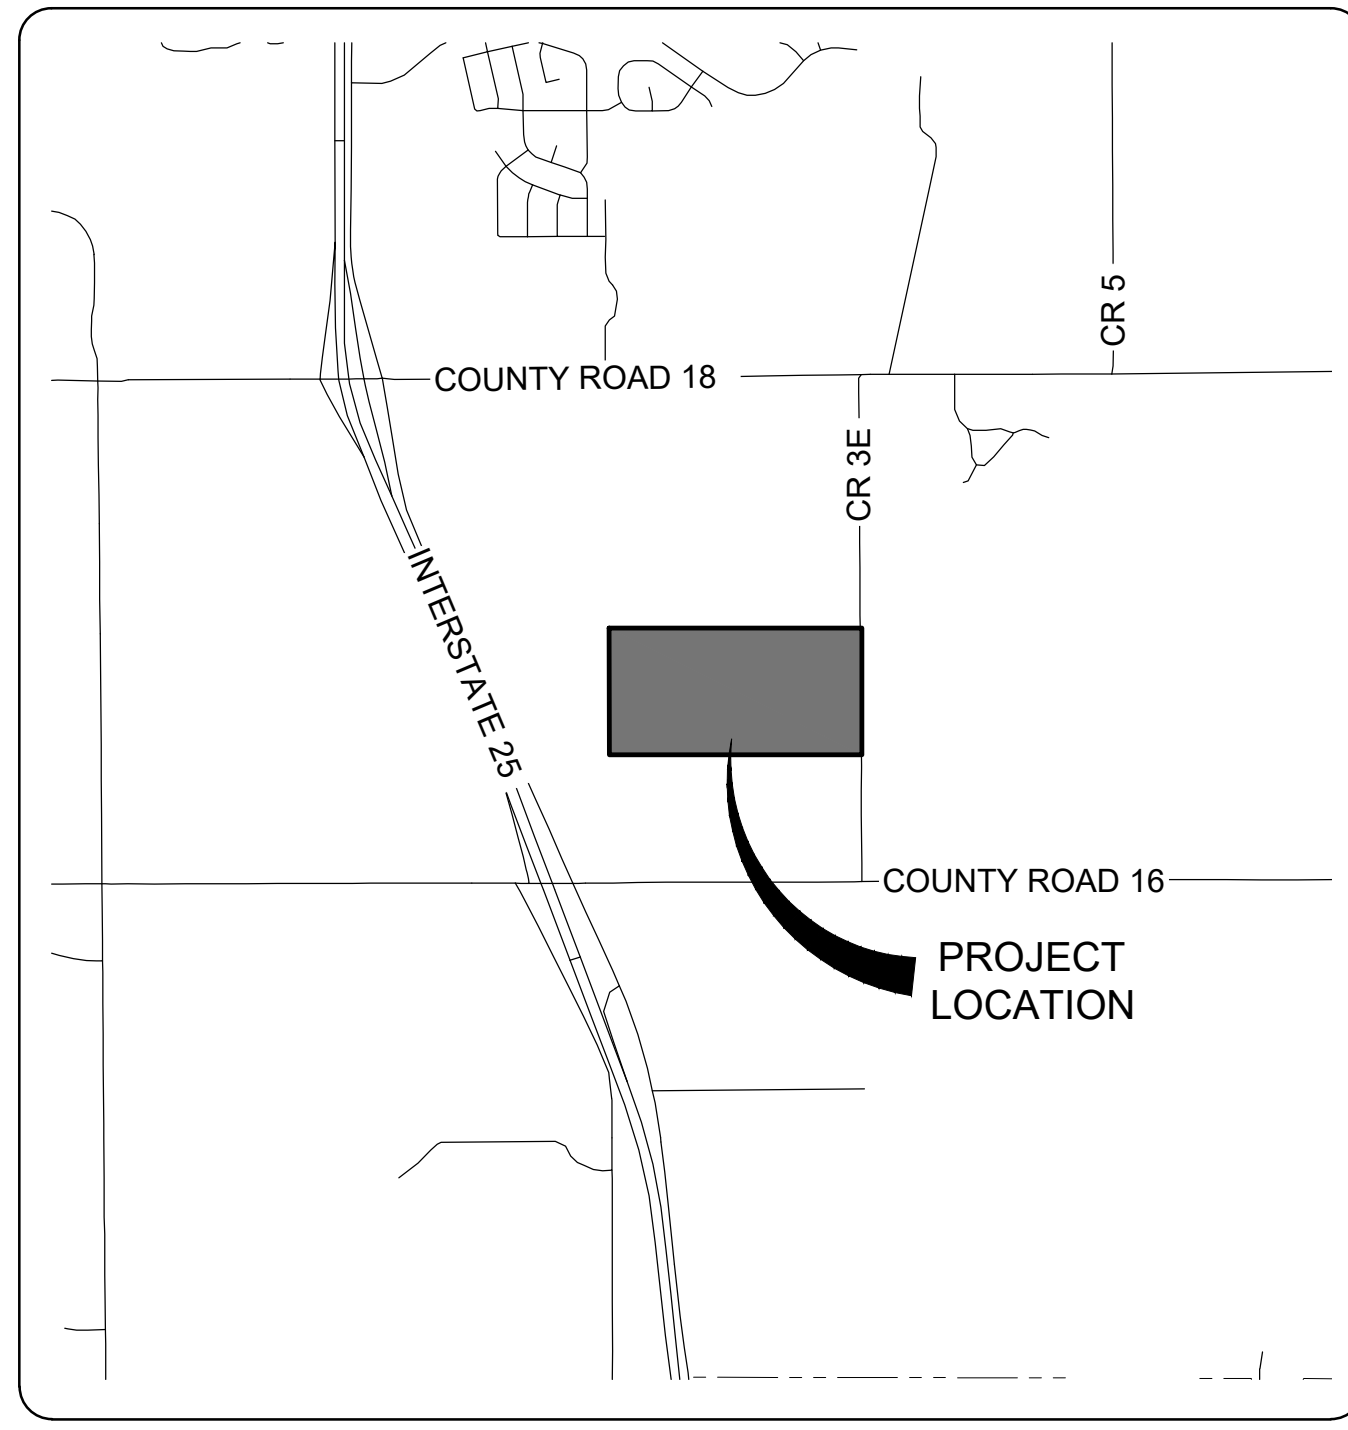 CR 5
COUNTY ROAD 18
CR 3E
INTERSTATE 25
COUNTY ROAD 16
PROJECT
LOCATION